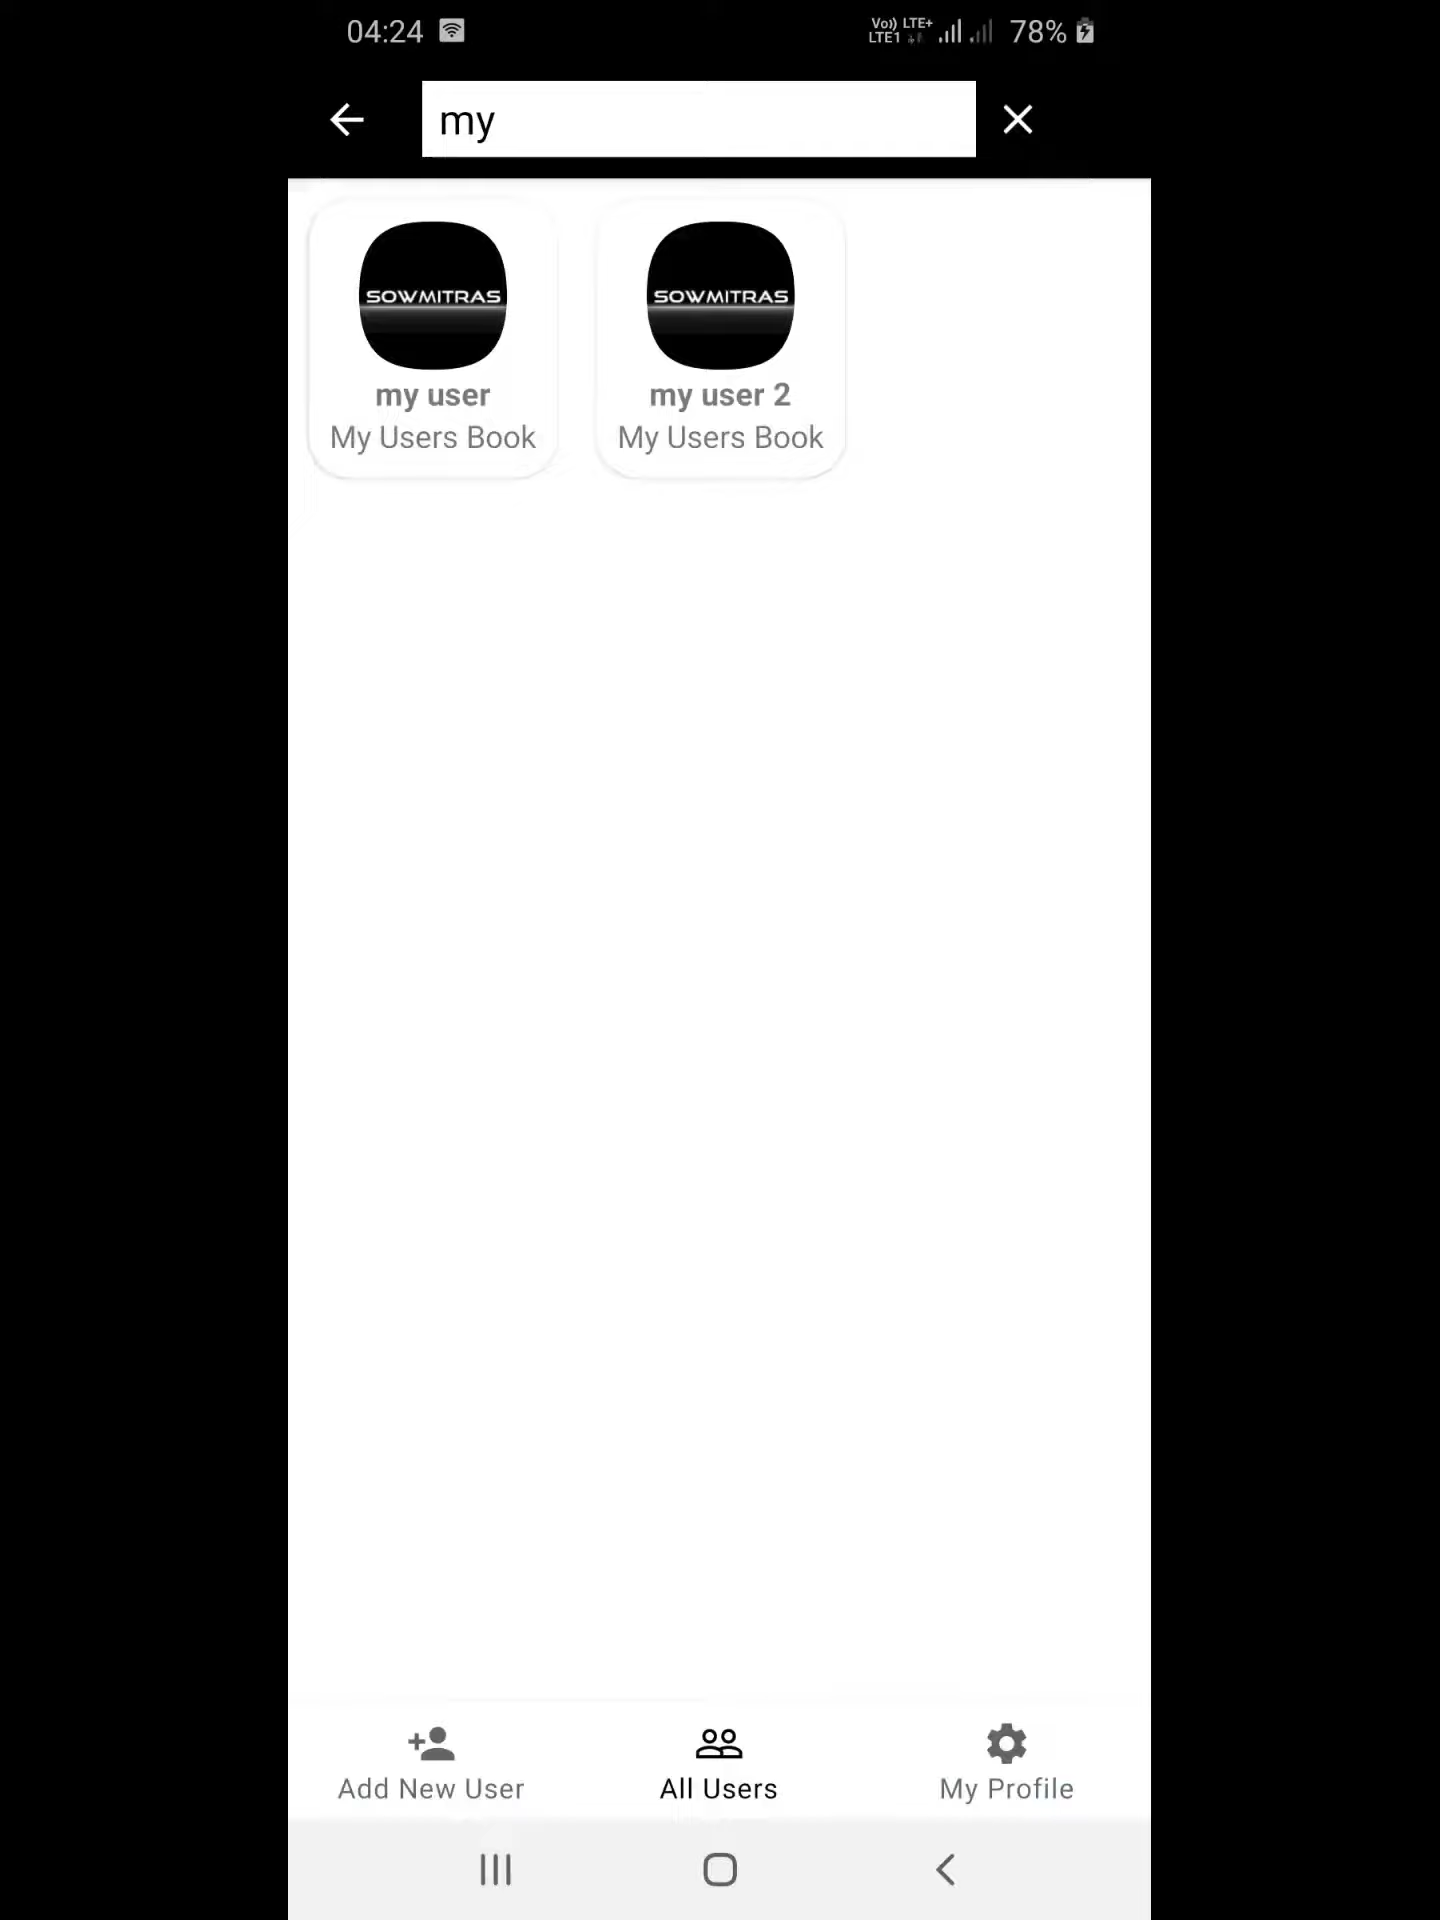 04:24 Vo)) LTE+ LTE1 78%
my
SOWMITRAS SOWMITRAS
my user my user 2
My Users Book My Users Book
Add New User All Users My Profile